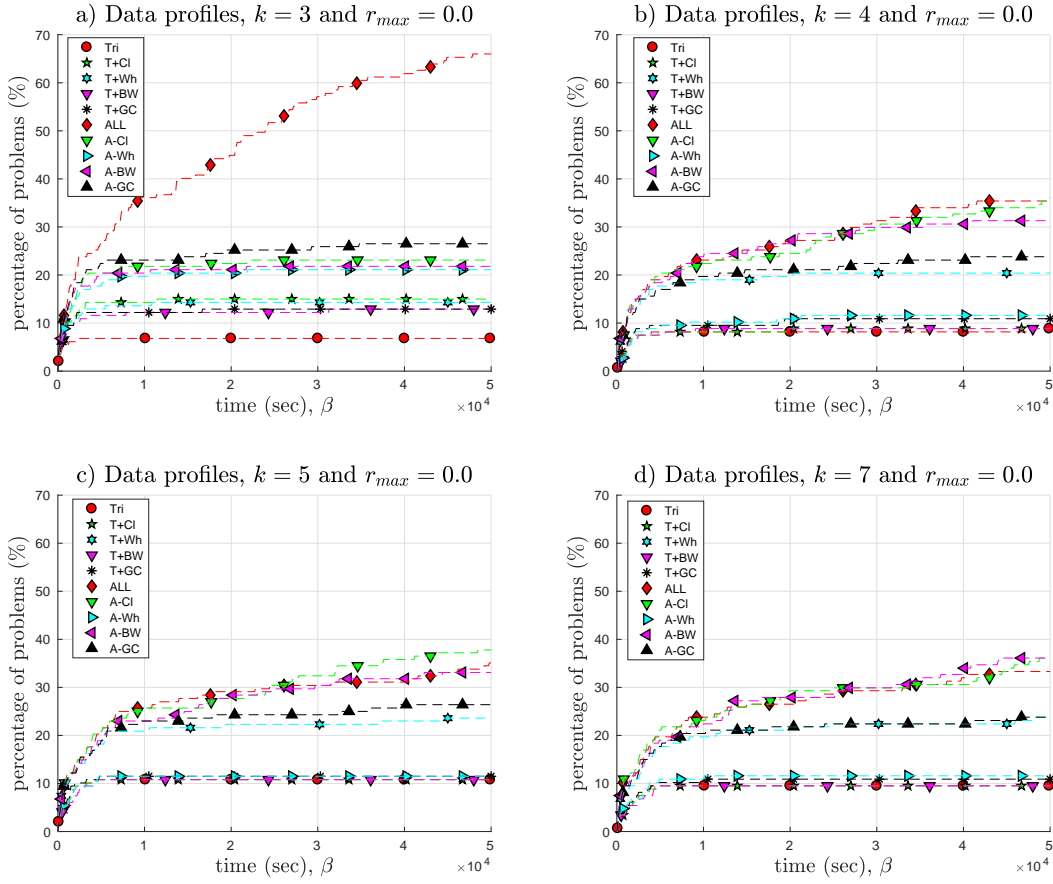 a) Data profiles, k = 3 and r_max = 0.0
percentage of problems (%)
70
60
50
40
30
20
10
0
Tri
T+Cl
T+Wh
T+BW
T+GC
ALL
A-Cl
A-Wh
A-BW
A-GC
0 1 2 3 4 5
×10^4
time (sec), β
b) Data profiles, k = 4 and r_max = 0.0
percentage of problems (%)
70
60
50
40
30
20
10
0
Tri
T+Cl
T+Wh
T+BW
T+GC
ALL
A-Cl
A-Wh
A-BW
A-GC
0 1 2 3 4 5
×10^4
time (sec), β
c) Data profiles, k = 5 and r_max = 0.0
percentage of problems (%)
70
60
50
40
30
20
10
0
Tri
T+Cl
T+Wh
T+BW
T+GC
ALL
A-Cl
A-Wh
A-BW
A-GC
0 1 2 3 4 5
×10^4
time (sec), β
d) Data profiles, k = 7 and r_max = 0.0
percentage of problems (%)
70
60
50
40
30
20
10
0
Tri
T+Cl
T+Wh
T+BW
T+GC
ALL
A-Cl
A-Wh
A-BW
A-GC
0 1 2 3 4 5
×10^4
time (sec), β